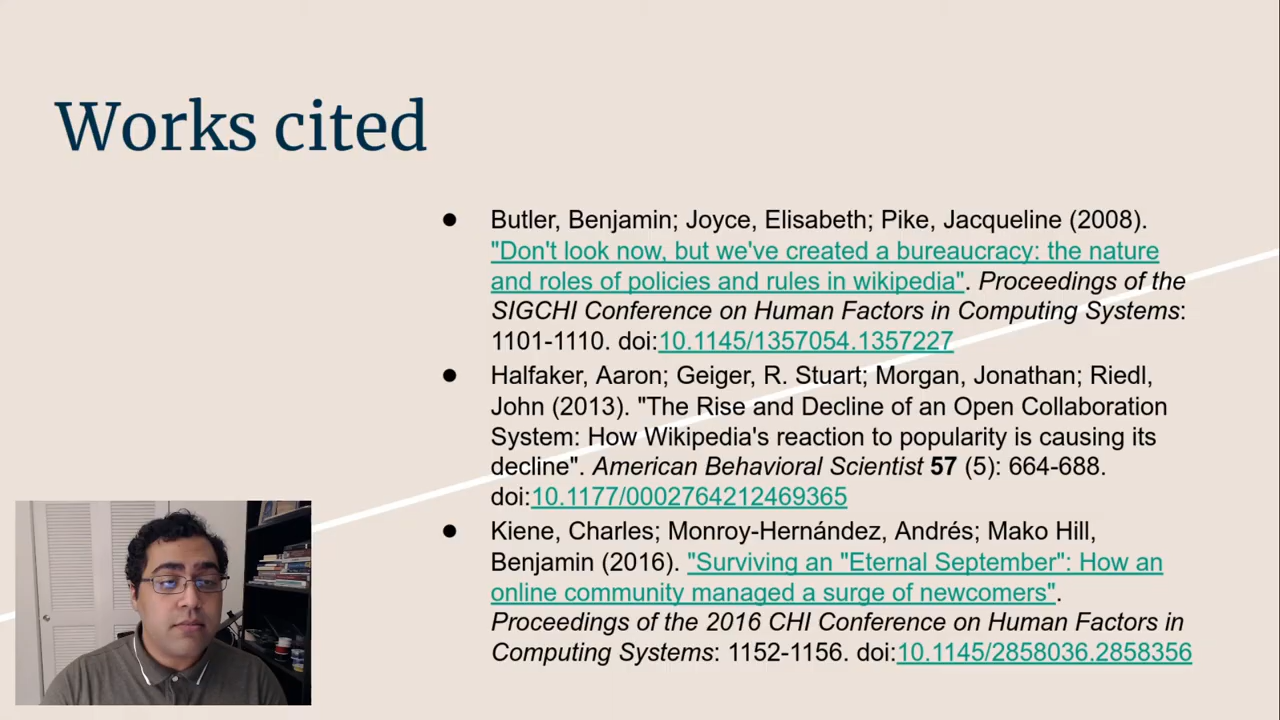 Works cited
● Butler, Benjamin; Joyce, Elisabeth; Pike, Jacqueline (2008).
"Don't look now, but we've created a bureaucracy: the nature
and roles of policies and rules in wikipedia". Proceedings of the
SIGCHI Conference on Human Factors in Computing Systems:
1101-1110. doi:10.1145/1357054.1357227
● Halfaker, Aaron; Geiger, R. Stuart; Morgan, Jonathan; Riedl,
John (2013). "The Rise and Decline of an Open Collaboration
System: How Wikipedia's reaction to popularity is causing its
decline". American Behavioral Scientist 57 (5): 664-688.
doi:10.1177/0002764212469365
● Kiene, Charles; Monroy-Hernández, Andrés; Mako Hill,
Benjamin (2016). "Surviving an "Eternal September": How an
online community managed a surge of newcomers".
Proceedings of the 2016 CHI Conference on Human Factors in
Computing Systems: 1152-1156. doi:10.1145/2858036.2858356